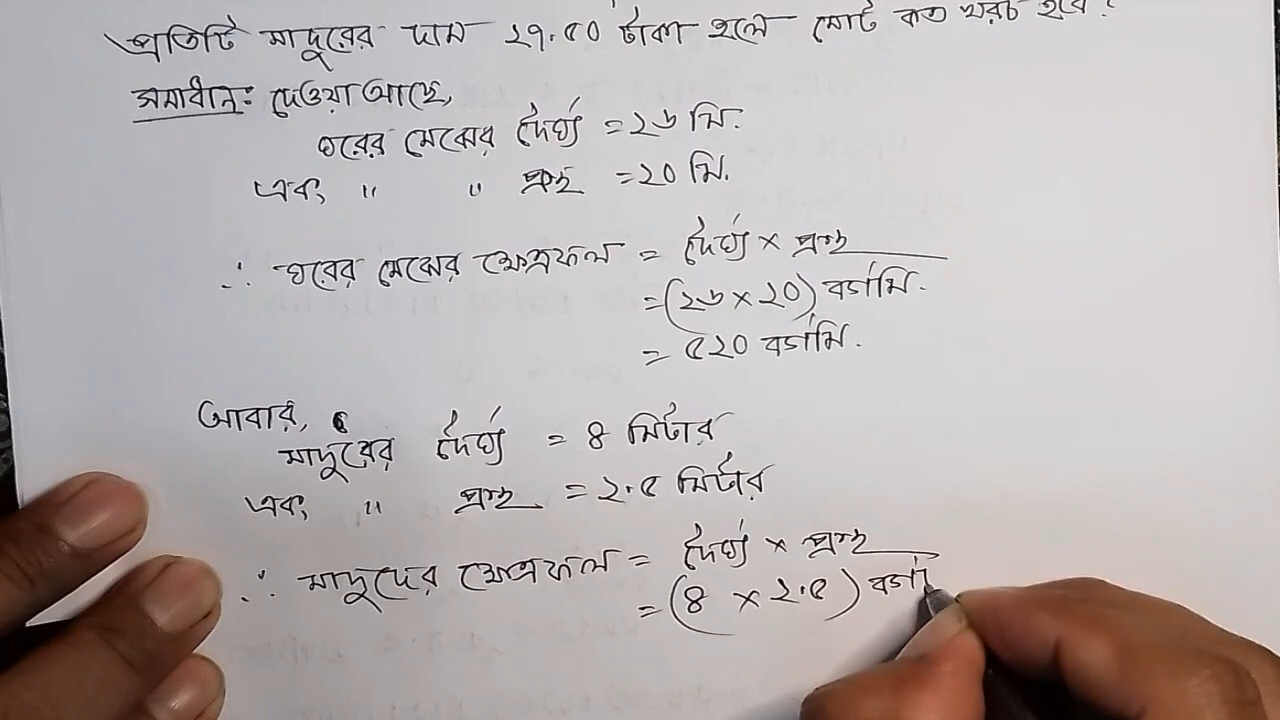 প্রতিটি মাদুরের দাম ২৭.৫০ টাকা হলে মোট কত খরচ হবে?
সমাধান: দেওয়া আছে,
ঘরের মেঝের দৈর্ঘ্য = ২৬ মি.
এবং " " প্রস্থ = ২০ মি.
∴ ঘরের মেঝের ক্ষেত্রফল = দৈর্ঘ্য × প্রস্থ
= (২৬ × ২০) বর্গমি.
= ৫২০ বর্গমি.
আবার,
মাদুরের দৈর্ঘ্য = ৪ মিটার
এবং " প্রস্থ = ২.৫ মিটার
∴ মাদুদের ক্ষেত্রফল = দৈর্ঘ্য × প্রস্থ
= (৪ × ২.৫) বর্গ